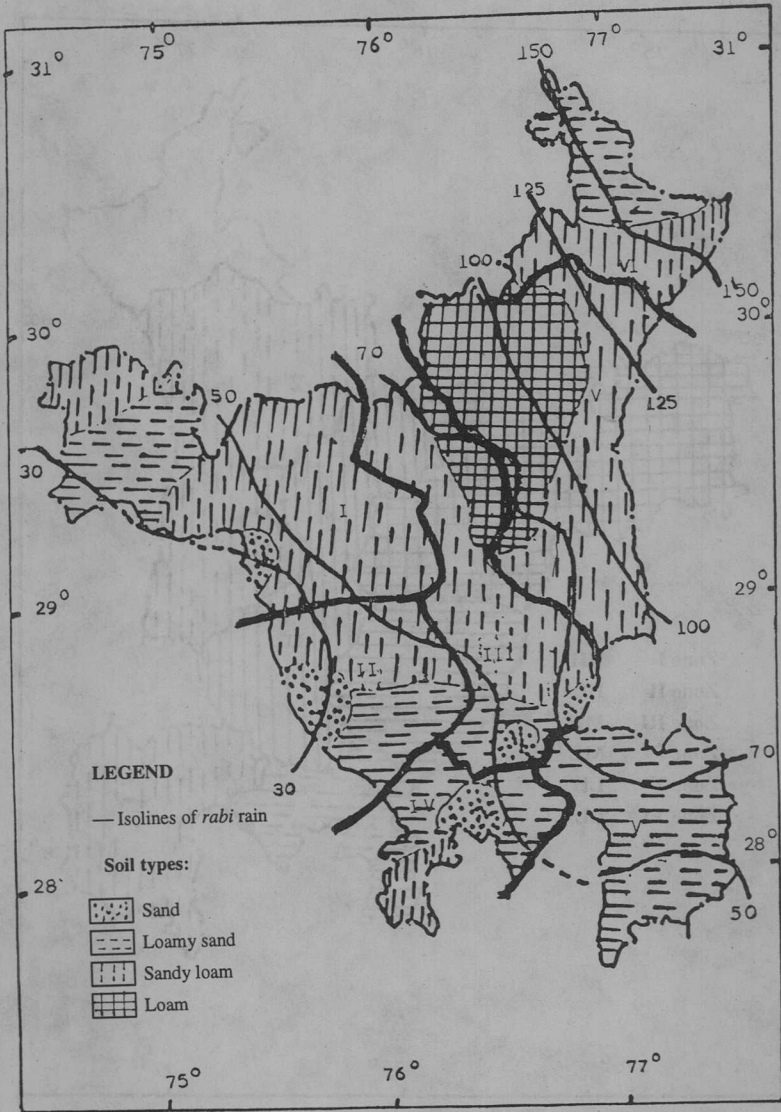 75° 76° 77°
31° 150 31°
125
100
VI
150
30° 30°
70
V
125
50
30
I
29° 29°
100
III
II
LEGEND
30
70
— Isolines of rabi rain
IV
V
28°
Soil types:
28'
50
Sand
Loamy sand
Sandy loam
Loam
75° 76° 77°